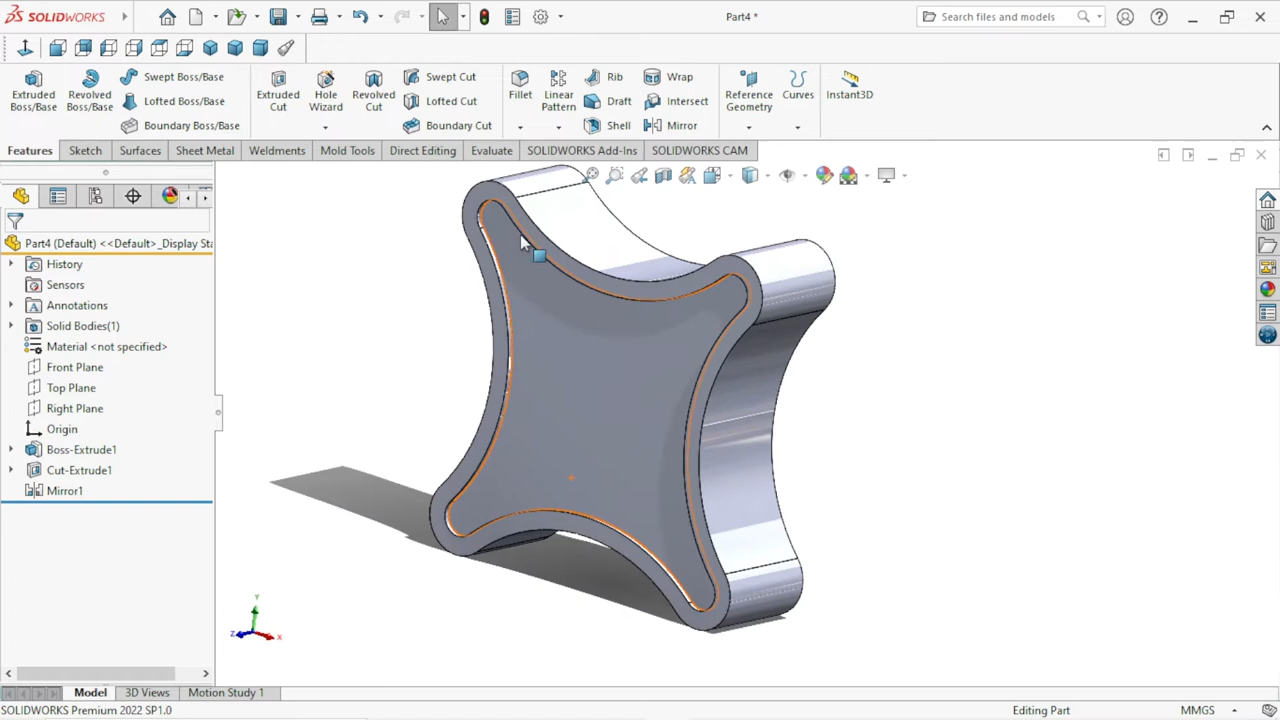 SOLIDWORKS
Part4 *
Search files and models
Extruded Boss/Base
Revolved Boss/Base
Swept Boss/Base
Lofted Boss/Base
Boundary Boss/Base
Extruded Cut
Hole Wizard
Revolved Cut
Swept Cut
Lofted Cut
Boundary Cut
Fillet
Linear Pattern
Rib
Draft
Shell
Wrap
Intersect
Mirror
Reference Geometry
Curves
Instant3D
Features
Sketch
Surfaces
Sheet Metal
Weldments
Mold Tools
Direct Editing
Evaluate
SOLIDWORKS Add-Ins
SOLIDWORKS CAM
Part4 (Default) <<Default>_Display Sta
History
Sensors
Annotations
Solid Bodies(1)
Material <not specified>
Front Plane
Top Plane
Right Plane
Origin
Boss-Extrude1
Cut-Extrude1
Mirror1
Y
Z
X
Model
3D Views
Motion Study 1
SOLIDWORKS Premium 2022 SP1.0
Editing Part
MMGS